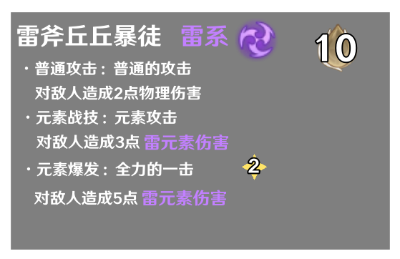 雷斧丘丘暴徒 雷系 10
·普通攻击：普通的攻击
对敌人造成2点物理伤害
·元素战技：元素攻击
对敌人造成3点 雷元素伤害
·元素爆发：全力的一击 2
对敌人造成5点 雷元素伤害